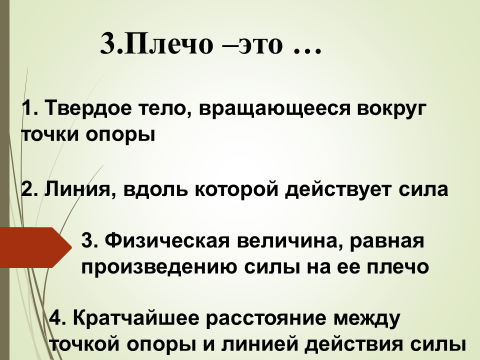 3.Плечо –это …
1. Твердое тело, вращающееся вокруг
точки опоры
2. Линия, вдоль которой действует сила
3. Физическая величина, равная
произведению силы на ее плечо
4. Кратчайшее расстояние между
точкой опоры и линией действия силы